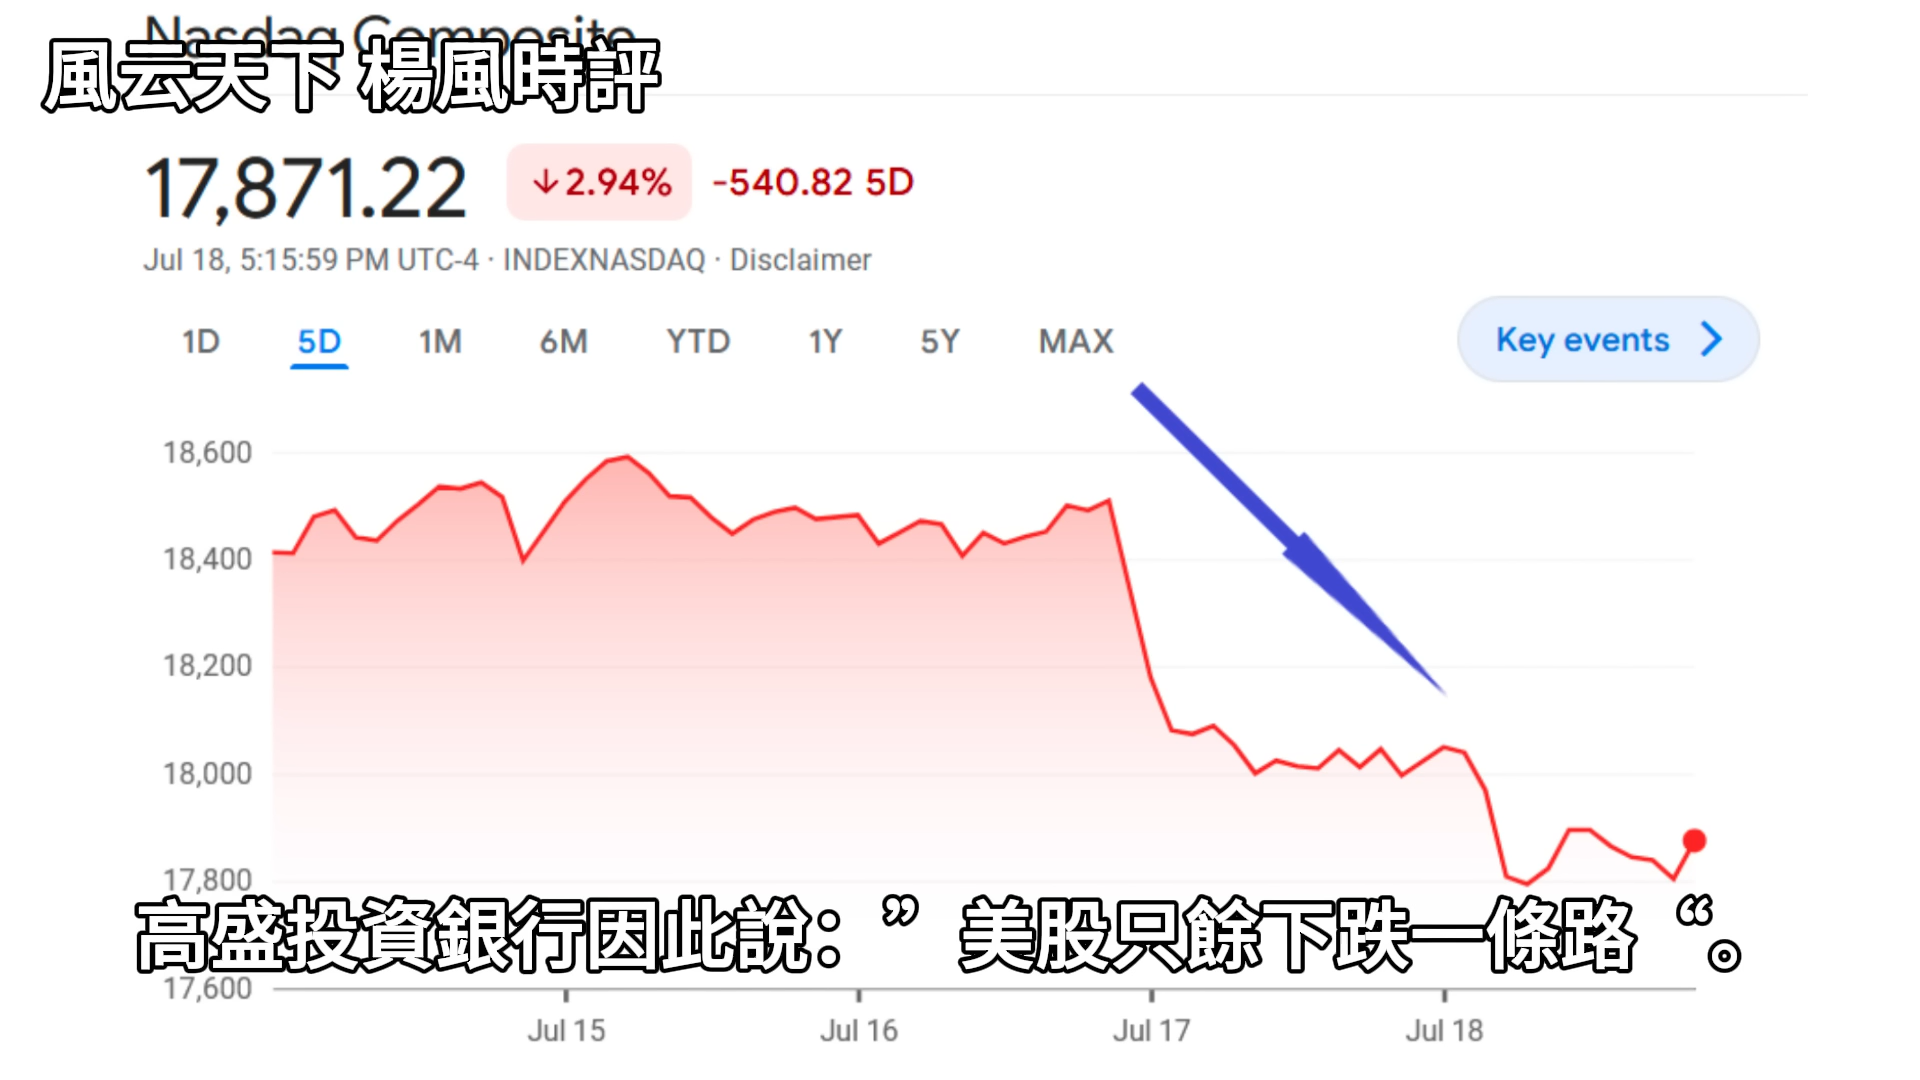 Nasdaq Composite
風云天下 楊風時評
17,871.22 ↓2.94% -540.82 5D
Jul 18, 5:15:59 PM UTC-4 · INDEXNASDAQ · Disclaimer
1D 5D 1M 6M YTD 1Y 5Y MAX Key events
18,600
18,400
18,200
18,000
17,800
高盛投資銀行因此說：”美股只餘下跌一條路“。
17,600
Jul 15 Jul 16 Jul 17 Jul 18